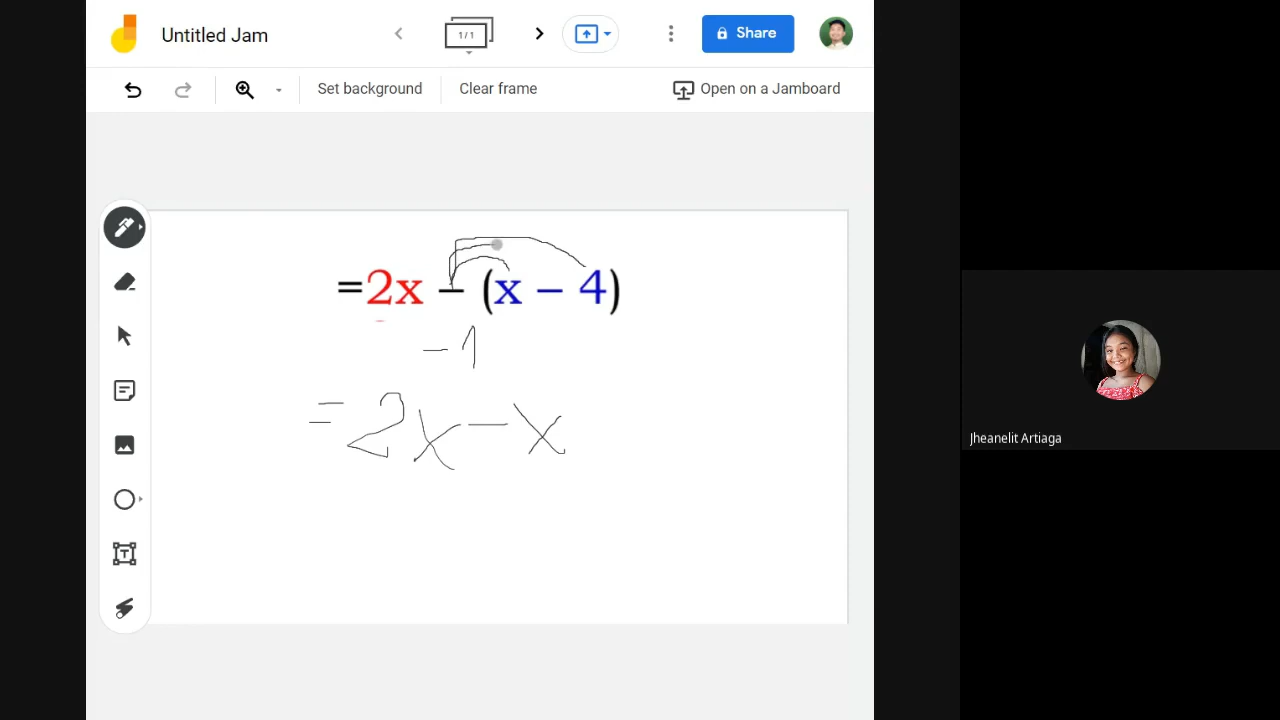 Untitled Jam
1/1
Share
Set background
Clear frame
Open on a Jamboard
=2x – (x – 4)
– 1
= 2x – x
T
Jheanelit Artiaga